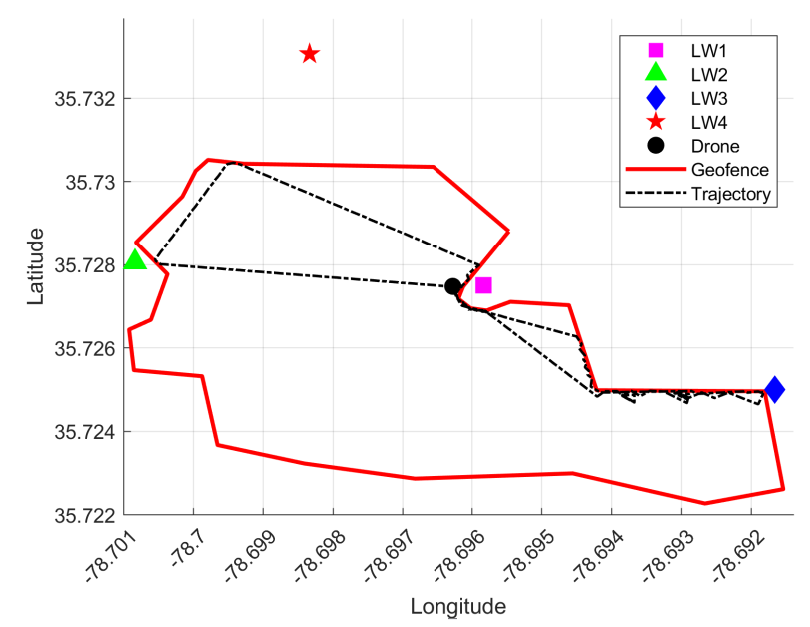 LW1
LW2
LW3
LW4
Drone
Geofence
Trajectory
35.732
35.73
35.728
35.726
35.724
35.722
Latitude
-78.701
-78.7
-78.699
-78.698
-78.697
-78.696
-78.695
-78.694
-78.693
-78.692
Longitude